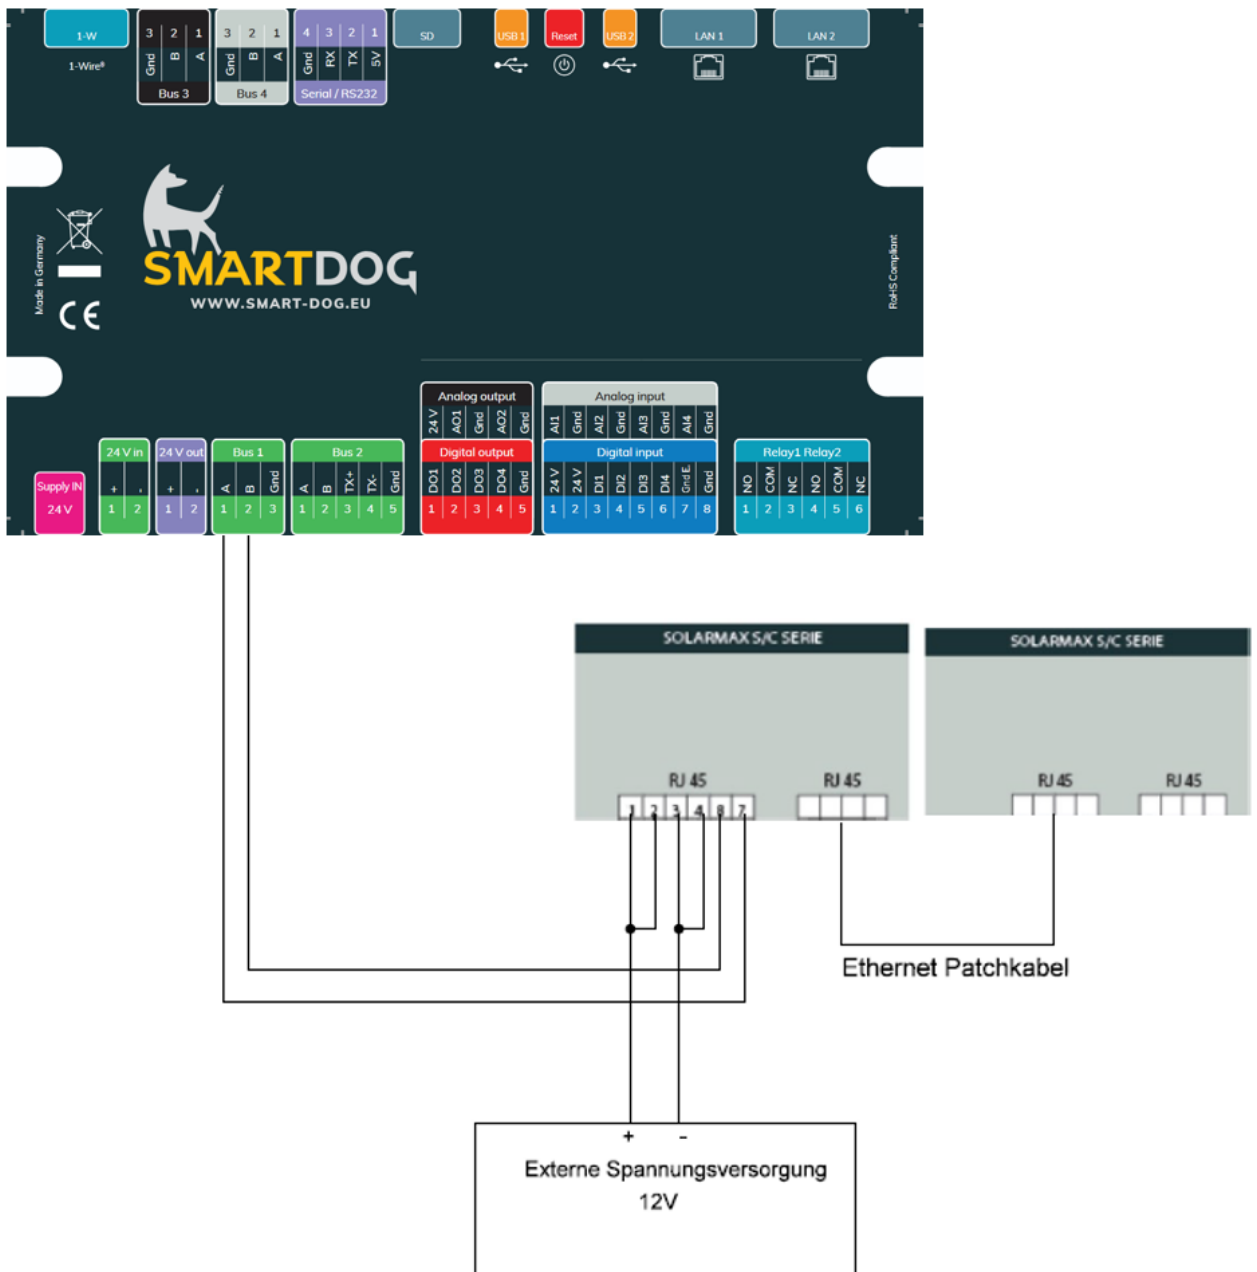 1-W
1-Wire®
3 2 1
Gnd B A
Bus 3
3 2 1
Gnd B A
Bus 4
4 3 2 1
Gnd RX TX 5V
Serial / RS232
SD
USB 1
Reset
USB 2
LAN 1
LAN 2
Made in Germany
CE
SMARTDOG
WWW.SMART-DOG.EU
RoHS Compliant
Supply IN
24 V
24 V in
+ -
1 2
24 V out
+ -
1 2
Bus 1
A B Gnd
1 2 3
Bus 2
A B TX+ TX- Gnd
1 2 3 4 5
Analog output
24 V AO1 Gnd AO2 Gnd
Digital output
DO1 DO2 DO3 DO4 Gnd
1 2 3 4 5
Analog input
AI1 Gnd AI2 Gnd AI3 Gnd AI4 Gnd
Digital input
24 V 24 V DI1 DI2 DI3 DI4 Gnd E. Gnd
1 2 3 4 5 6 7 8
Relay1 Relay2
NO COM NC NO COM NC
1 2 3 4 5 6
SOLARMAX S/C SERIE
RJ 45
1 2 3 4 8 7
RJ 45
SOLARMAX S/C SERIE
RJ 45
RJ 45
Ethernet Patchkabel
+ -
Externe Spannungsversorgung
12V